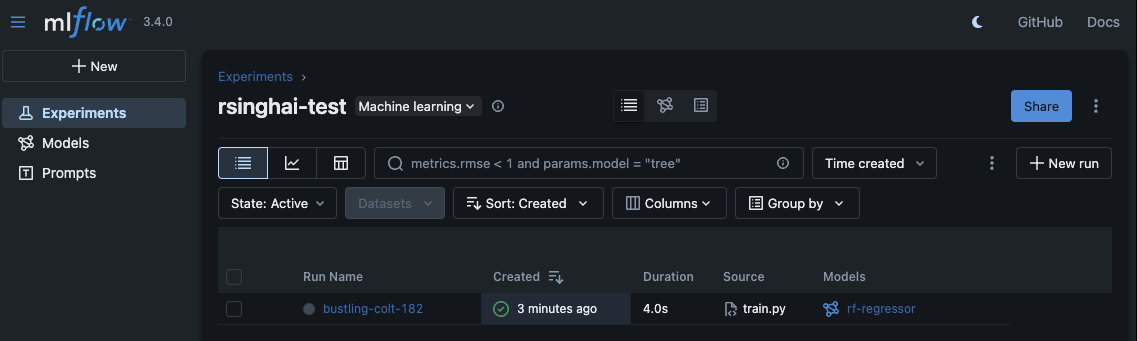 mlflow 3.4.0 GitHub Docs
+ New
Experiments
Models
Prompts
Experiments ›
rsinghai-test Machine learning Share
metrics.rmse < 1 and params.model = "tree" Time created + New run
State: Active Datasets Sort: Created Columns Group by
Run Name Created Duration Source Models
bustling-colt-182 3 minutes ago 4.0s train.py rf-regressor